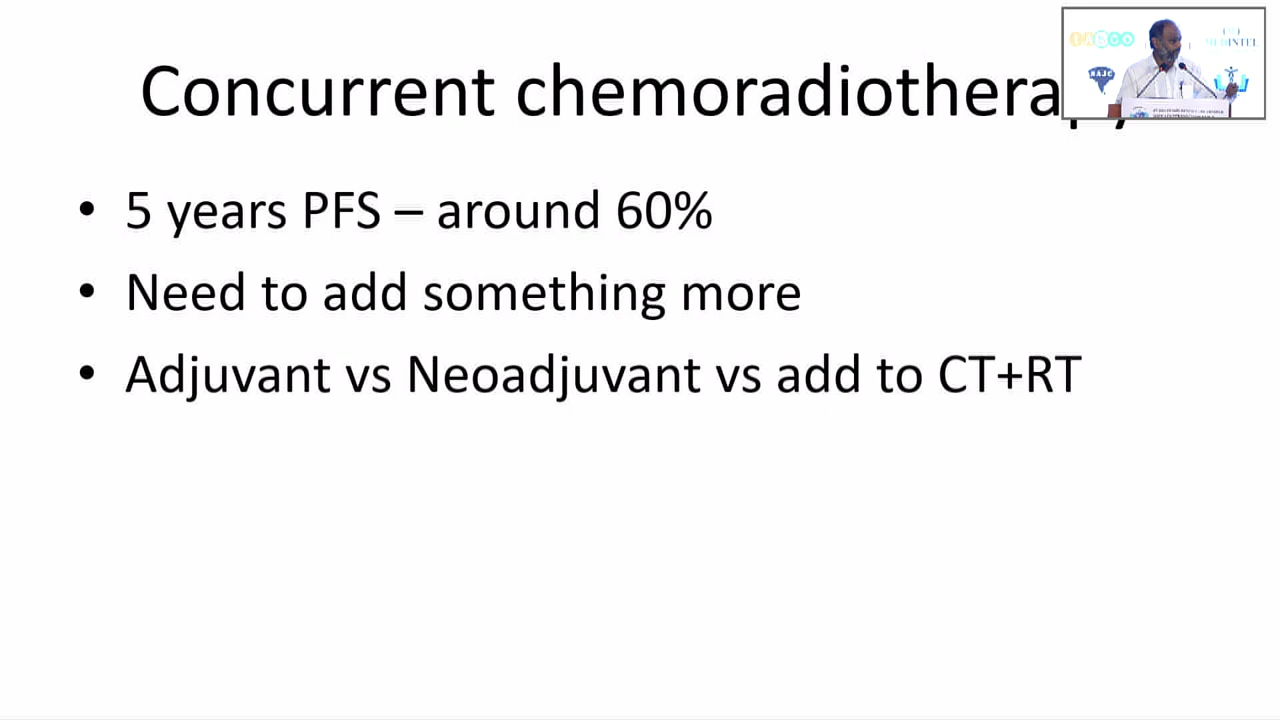 Concurrent chemoradiotherapy
• 5 years PFS – around 60%
• Need to add something more
• Adjuvant vs Neoadjuvant vs add to CT+RT